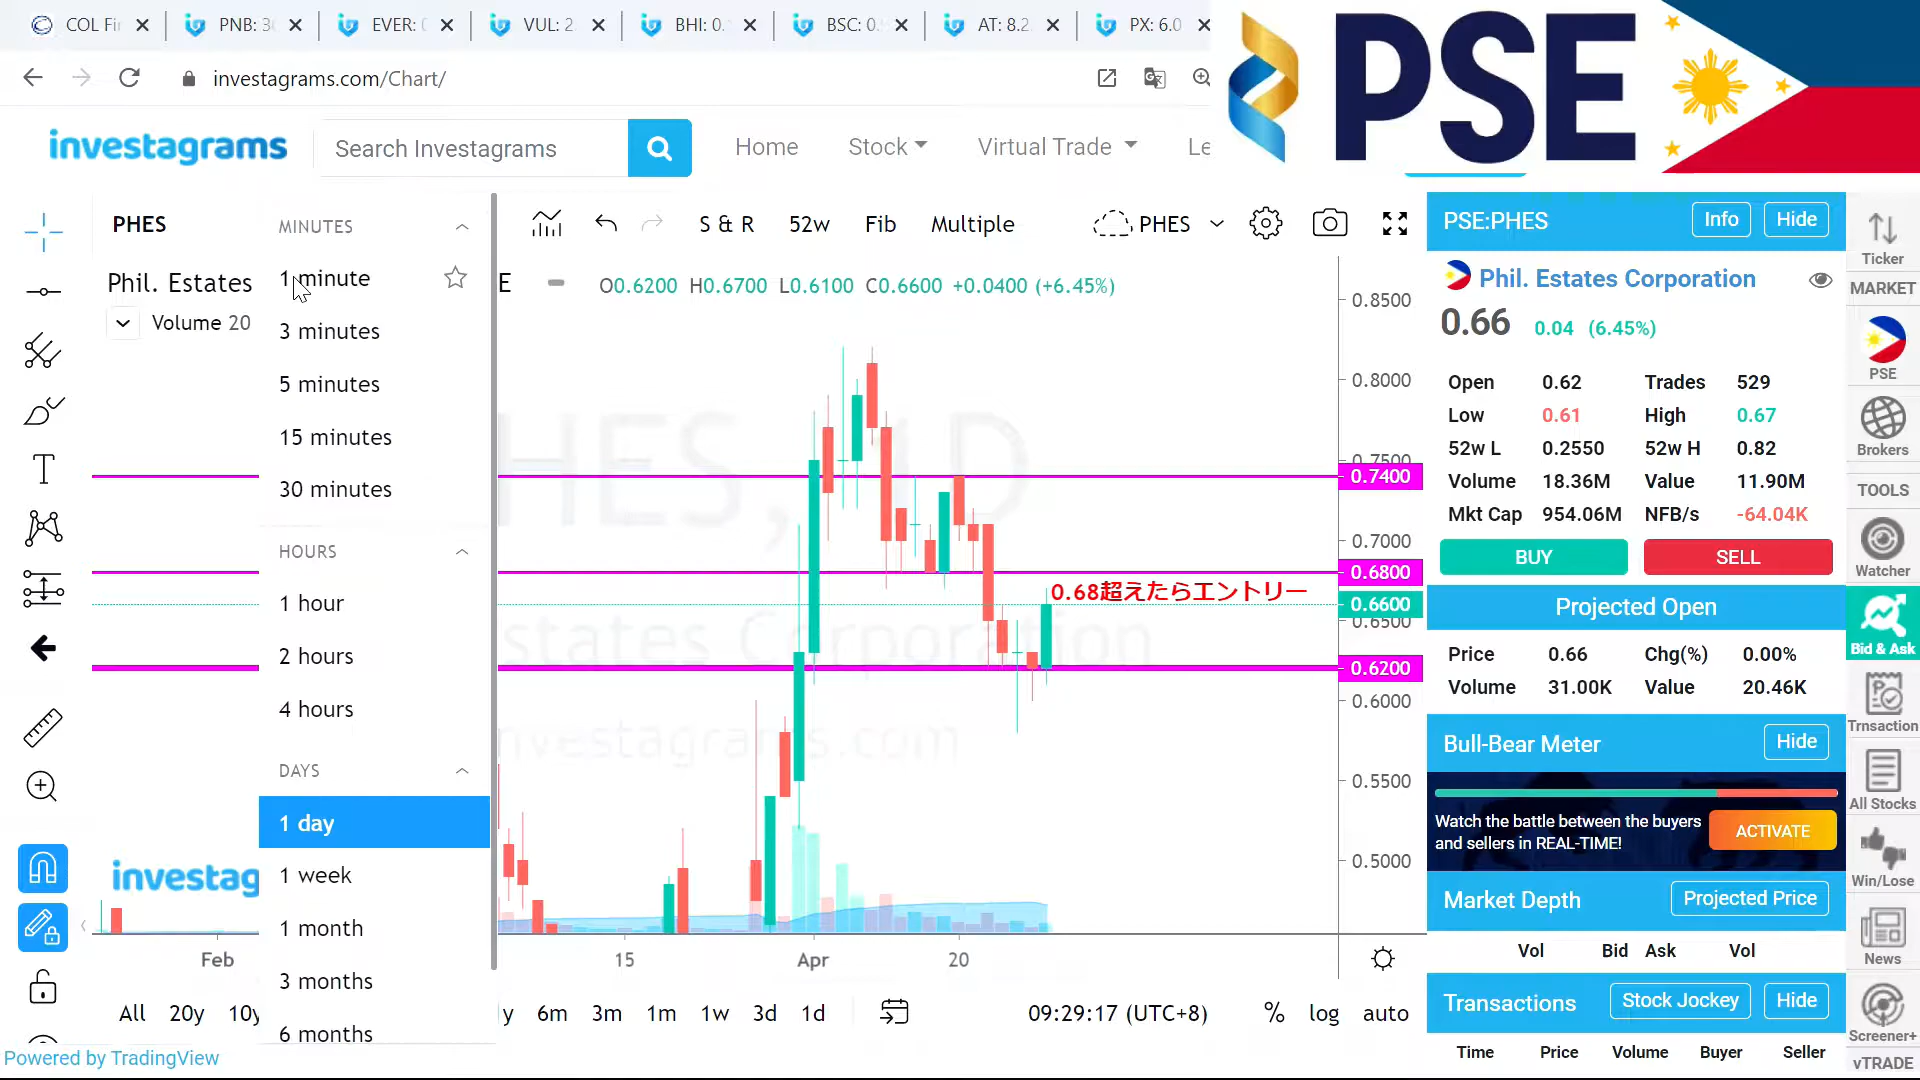 COL Fi
PNB: 3
EVER:
VUL: 2
BHI: 0.
BSC: 0.
AT: 8.2
PX: 6.0
investagrams.com/Chart/
PSE
investagrams
Search Investagrams
Home
Stock
Virtual Trade
Le
PHES
S & R
52w
Fib
Multiple
PHES
Phil. Estates
E
O0.6200 H0.6700 L0.6100 C0.6600 +0.0400 (+6.45%)
Volume 20
MINUTES
1 minute
3 minutes
5 minutes
15 minutes
30 minutes
HOURS
1 hour
2 hours
4 hours
DAYS
1 day
1 week
1 month
3 months
6 months
HES, 1D
Estates Corporation
investagrams.com
0.68超えたらエントリー
investag
0.8500
0.8000
0.7500
0.7400
0.7000
0.6800
0.6600
0.6500
0.6200
0.6000
0.5500
0.5000
Feb
15
Apr
20
All
20y
10y
y
6m
3m
1m
1w
3d
1d
09:29:17 (UTC+8)
%
log
auto
Powered by TradingView
PSE:PHES
Info
Hide
Phil. Estates Corporation
0.66 0.04 (6.45%)
Open 0.62 Trades 529
Low 0.61 High 0.67
52w L 0.2550 52w H 0.82
Volume 18.36M Value 11.90M
Mkt Cap 954.06M NFB/s -64.04K
BUY
SELL
Projected Open
Price 0.66 Chg(%) 0.00%
Volume 31.00K Value 20.46K
Bull-Bear Meter
Hide
Watch the battle between the buyers
and sellers in REAL-TIME!
ACTIVATE
Market Depth
Projected Price
Vol Bid Ask Vol
Transactions
Stock Jockey
Hide
Time Price Volume Buyer Seller
Ticker
MARKET
PSE
Brokers
TOOLS
Watcher
Bid & Ask
Trnsaction
All Stocks
Win/Lose
News
Screener+
vTRADE